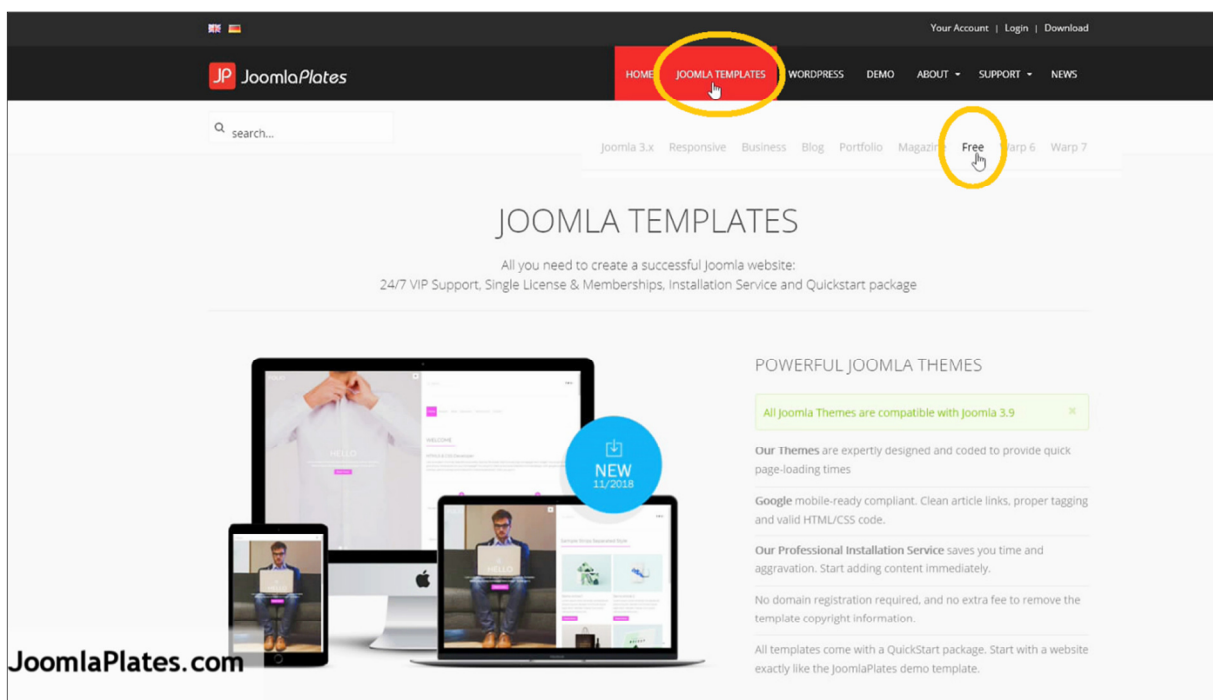 Your Account | Login | Download
JP JoomlaPlates
HOME JOOMLA TEMPLATES WORDPRESS DEMO ABOUT SUPPORT NEWS
search...
Joomla 3.x Responsive Business Blog Portfolio Magazine Free Warp 6 Warp 7
JOOMLA TEMPLATES
All you need to create a successful Joomla website:
24/7 VIP Support, Single License & Memberships, Installation Service and Quickstart package
POWERFUL JOOMLA THEMES
All Joomla Themes are compatible with Joomla 3.9 ×
Our Themes are expertly designed and coded to provide quick
page-loading times
Google mobile-ready compliant. Clean article links, proper tagging
and valid HTML/CSS code.
Our Professional Installation Service saves you time and
aggravation. Start adding content immediately.
No domain registration required, and no extra fee to remove the
template copyright information.
All templates come with a QuickStart package. Start with a website
exactly like the JoomlaPlates demo template.
HELLO
WELCOME
NEW
11/2018
HELLO
HELLO
JoomlaPlates.com